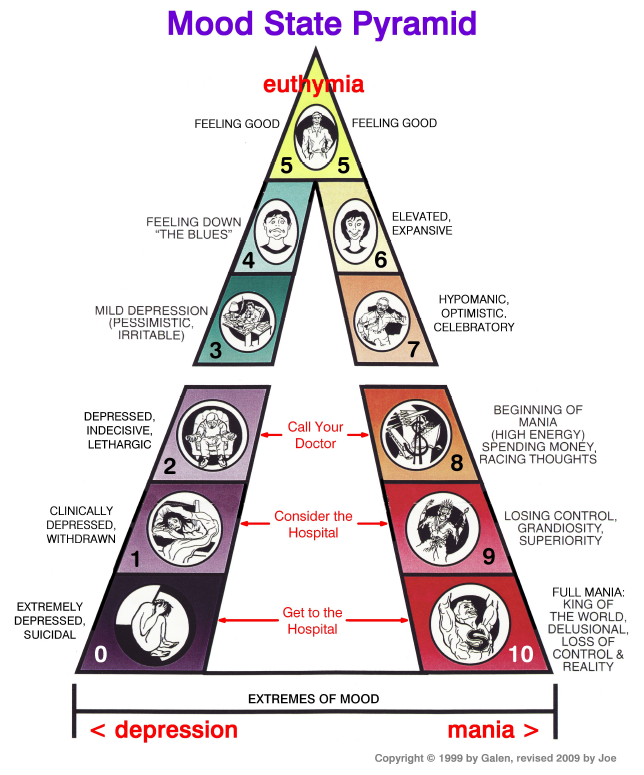 Mood State Pyramid
euthymia
FEELING GOOD
FEELING GOOD
5
5
FEELING DOWN
"THE BLUES"
4
6
ELEVATED,
EXPANSIVE
MILD DEPRESSION
(PESSIMISTIC,
IRRITABLE)
3
7
HYPOMANIC,
OPTIMISTIC.
CELEBRATORY
DEPRESSED,
INDECISIVE,
LETHARGIC
2
Call Your
Doctor
8
BEGINNING OF
MANIA
(HIGH ENERGY)
SPENDING MONEY,
RACING THOUGHTS
CLINICALLY
DEPRESSED,
WITHDRAWN
1
Consider the
Hospital
9
LOSING CONTROL,
GRANDIOSITY,
SUPERIORITY
EXTREMELY
DEPRESSED,
SUICIDAL
0
Get to the
Hospital
S
10
FULL MANIA:
KING OF
THE WORLD,
DELUSIONAL,
LOSS OF
CONTROL &
REALITY
EXTREMES OF MOOD
< depression
mania >
Copyright © 1999 by Galen, revised 2009 by Joe